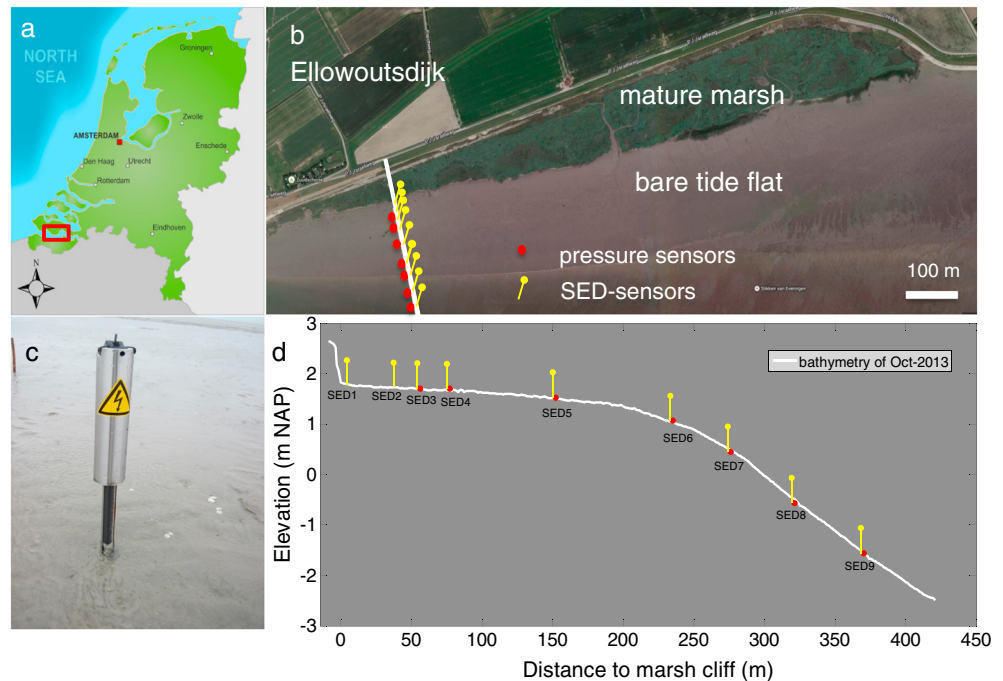 a
NORTH
SEA
Groningen
Zwolle
AMSTERDAM
Enschede
Den Haag
Utrecht
Rotterdam
Eindhoven
N
b
Ellowoutsdijk
mature marsh
bare tide flat
pressure sensors
SED-sensors
100 m
c
d
bathymetry of Oct-2013
SED1
SED2
SED3
SED4
SED5
SED6
SED7
SED8
SED9
Elevation (m NAP)
3
2
1
0
-1
-2
-3
0 50 100 150 200 250 300 350 400 450
Distance to marsh cliff (m)